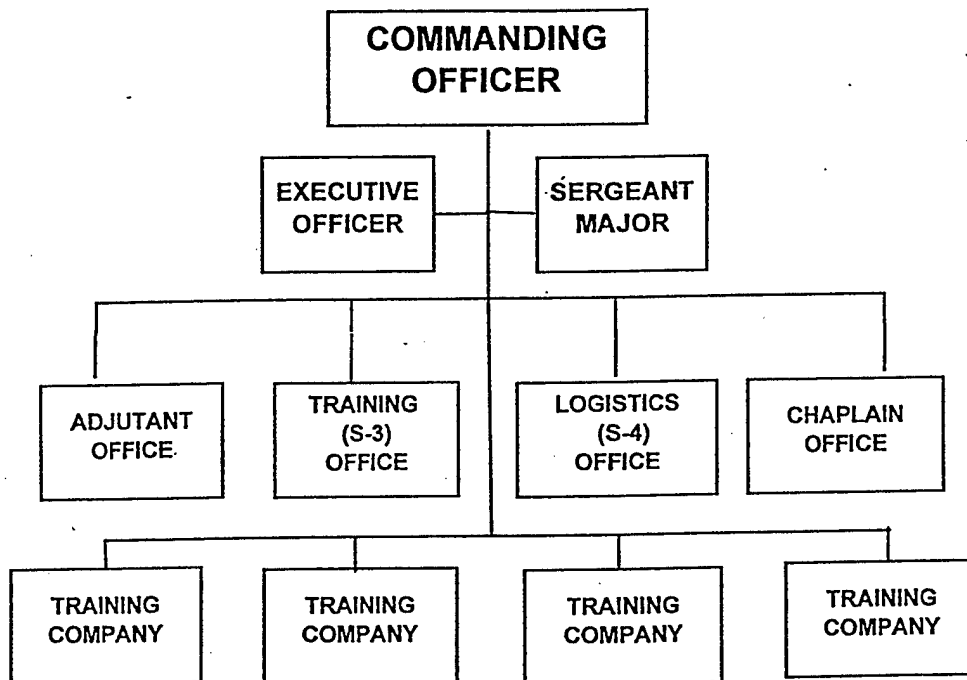 COMMANDING
OFFICER
EXECUTIVE
OFFICER
SERGEANT
MAJOR
ADJUTANT
OFFICE
TRAINING
(S-3)
OFFICE
LOGISTICS
(S-4)
OFFICE
CHAPLAIN
OFFICE
TRAINING
COMPANY
TRAINING
COMPANY
TRAINING
COMPANY
TRAINING
COMPANY